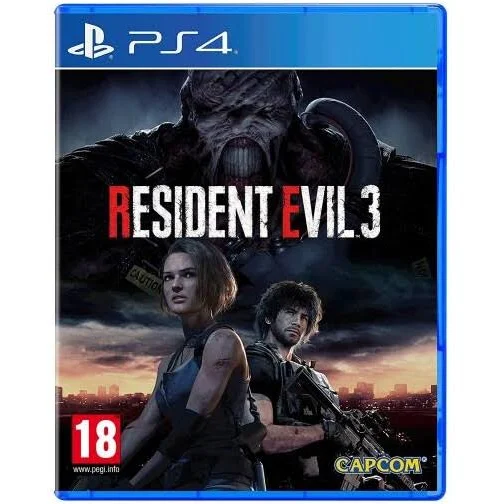 PS4
RESIDENT EVIL 3
CAUTION
18
www.pegi.info
CAPCOM